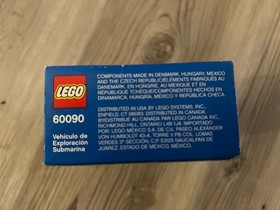 LEGO
60090
Vehículo de
Exploración
Submarina
COMPONENTS MADE IN DENMARK, HUNGARY, MEXICO
AND THE CZECH REPUBLIC/ÉLÉMENTS FABRIQUÉS AU
DANEMARK, EN HONGRIE, AU MEXIQUE ET EN
RÉPUBLIQUE TCHÈQUE/COMPONENTES HECHOS EN
DINAMARCA, HUNGRÍA, MÉXICO Y REPÚBLICA CHECA.
DISTRIBUTED IN USA BY LEGO SYSTEMS, INC.,
ENFIELD, CT 06083. DISTRIBUTED IN CANADA
BY/DISTRIBUÉ AU CANADA PAR LEGO CANADA INC.,
RICHMOND HILL, ONTARIO L4B
IMPORTADO POR LEGO MEXICO S.A. DE C.V. PASEO ALEXANDER
VON HUMBOLDT 43-A, TORRE II PB COL. LOMAS
VERDES 3ª SECCIÓN, C.P. 53125 NAUCALPAN DE
JUÁREZ, ESTADO DE MÉXICO, MÉXICO.